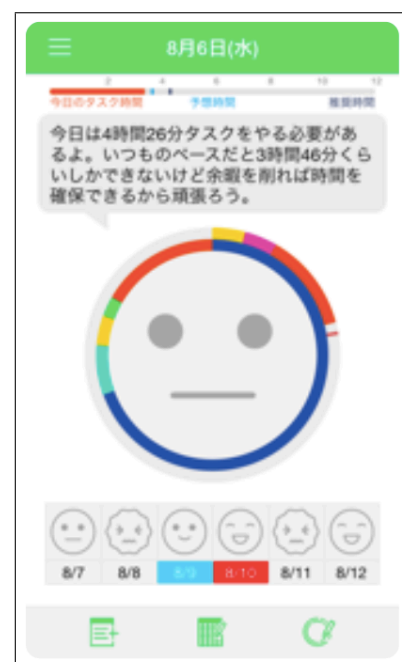 8月6日(水)
2 4 6 8 10 12
今日のタスク時間 予想時間 推奨時間
今日は4時間26分タスクをやる必要があ
るよ。いつものペースだと3時間46分くら
いしかできないけど余暇を削れば時間を
確保できるから頑張ろう。
8/7 8/8 8/9 8/10 8/11 8/12